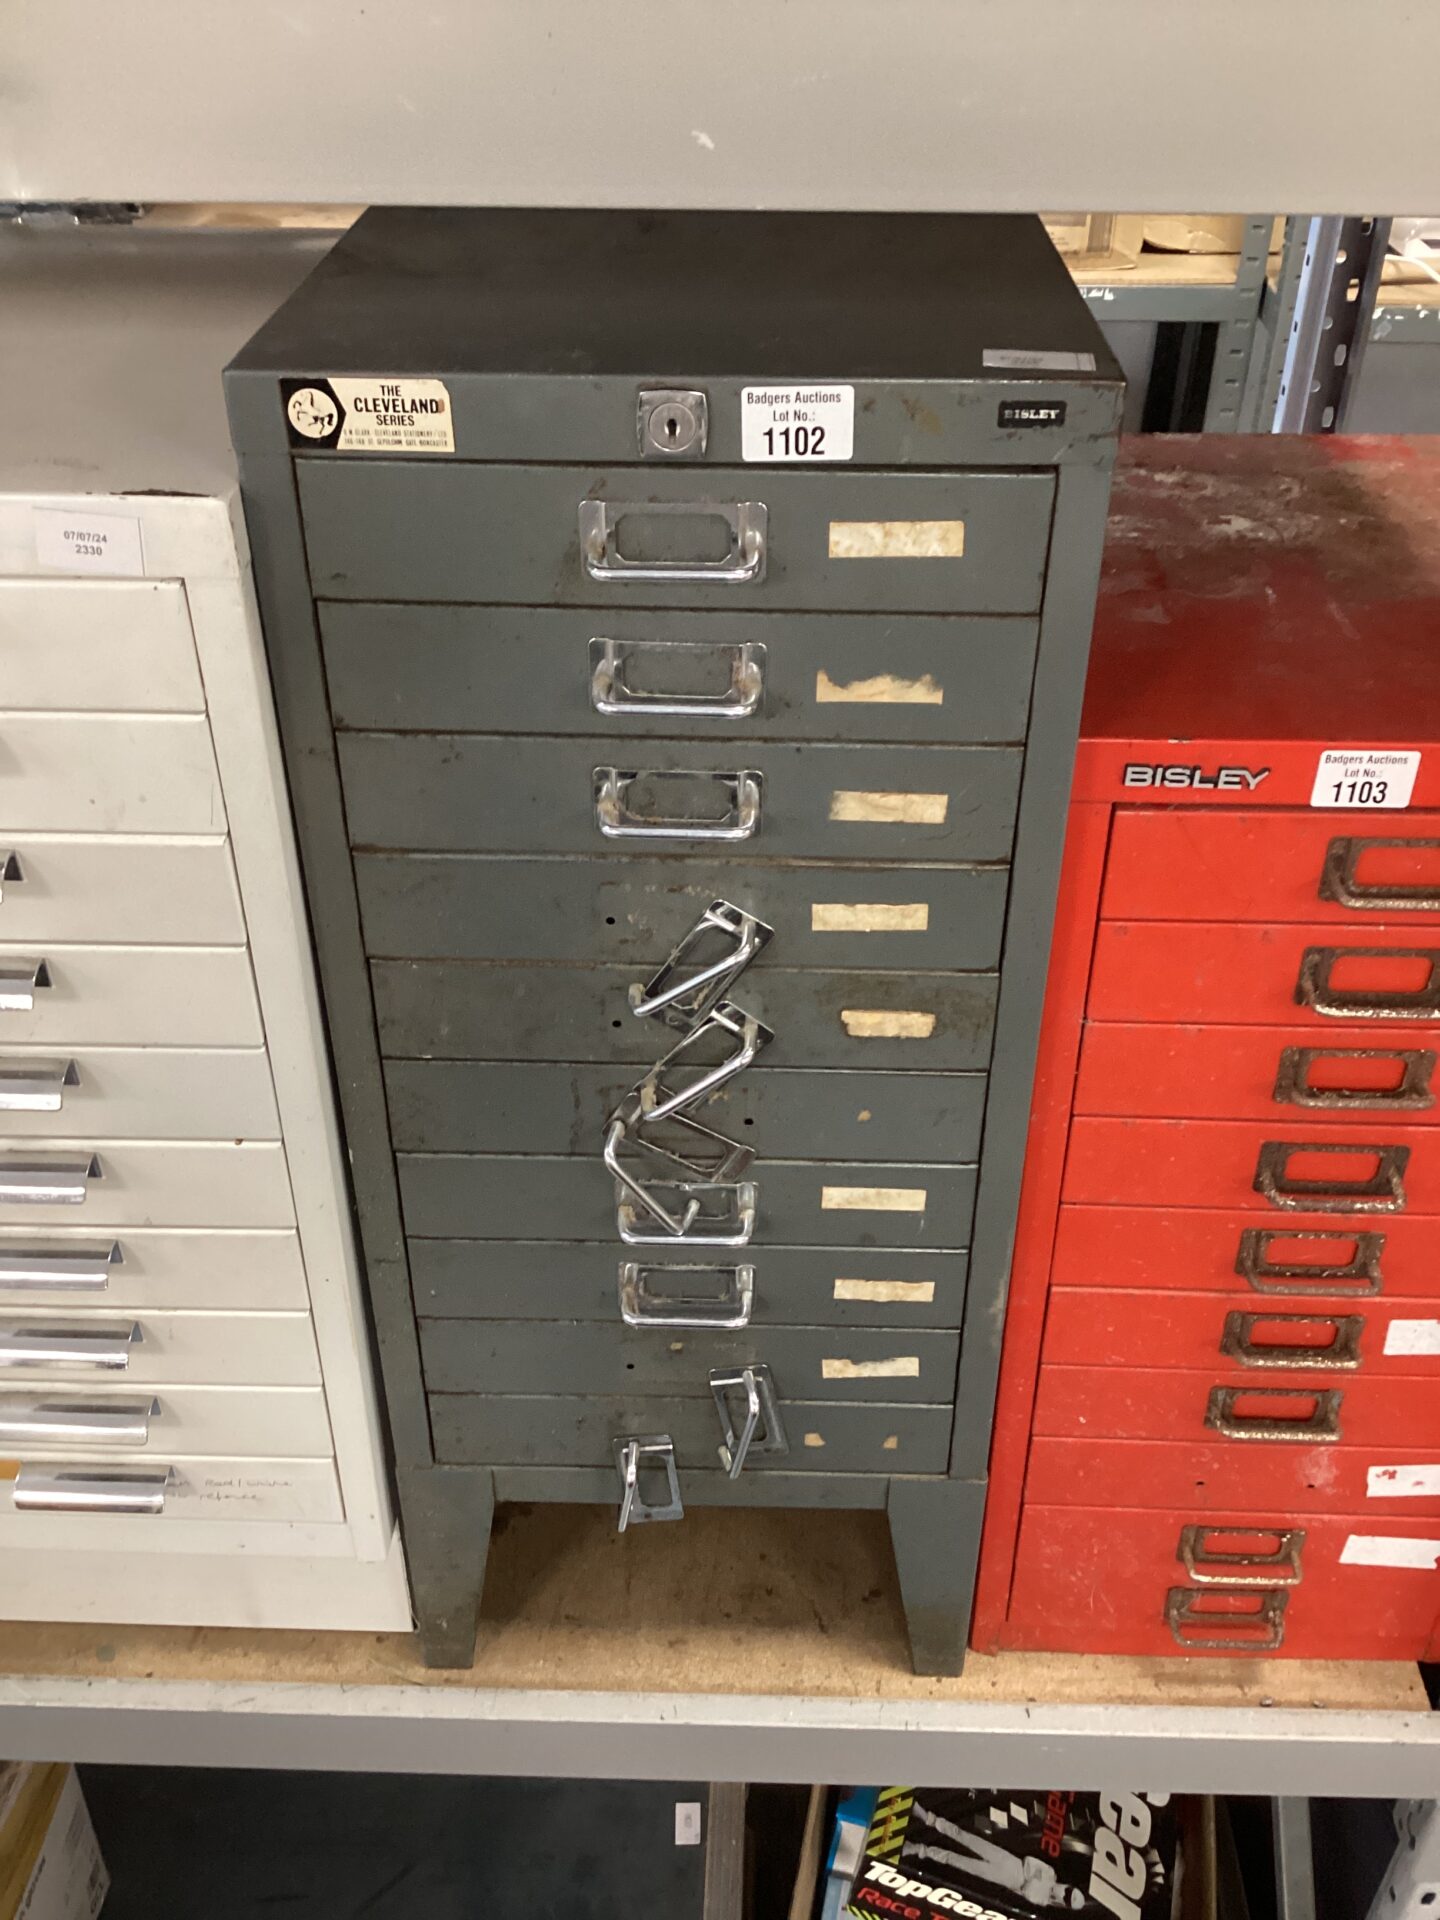 THE
CLEVELAND
SERIES
Badgers Auctions
Lot No.:
1102
BISLEY
07/07/24
2330
BISLEY
Badgers Auctions
Lot No.:
1103
TopGear
Race